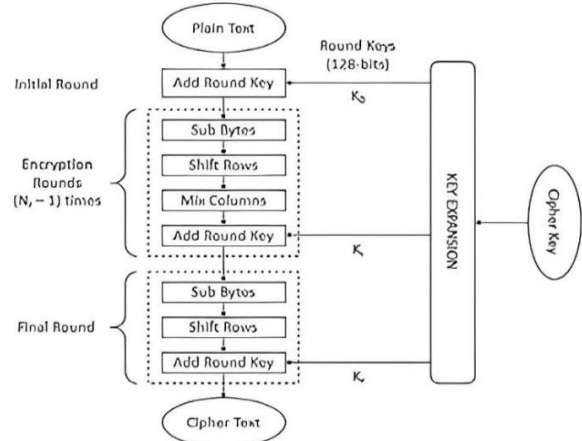 Plain Text
Round Keys
(128-bits)
Initial Round
Add Round Key
K₀
Sub Bytes
Encryption
Rounds
(Nᵣ – 1) times
Shift Rows
Mix Columns
Add Round Key
K
KEY EXPANSION
Cipher Key
Sub Bytes
Final Round
Shift Rows
Add Round Key
K
Cipher Text